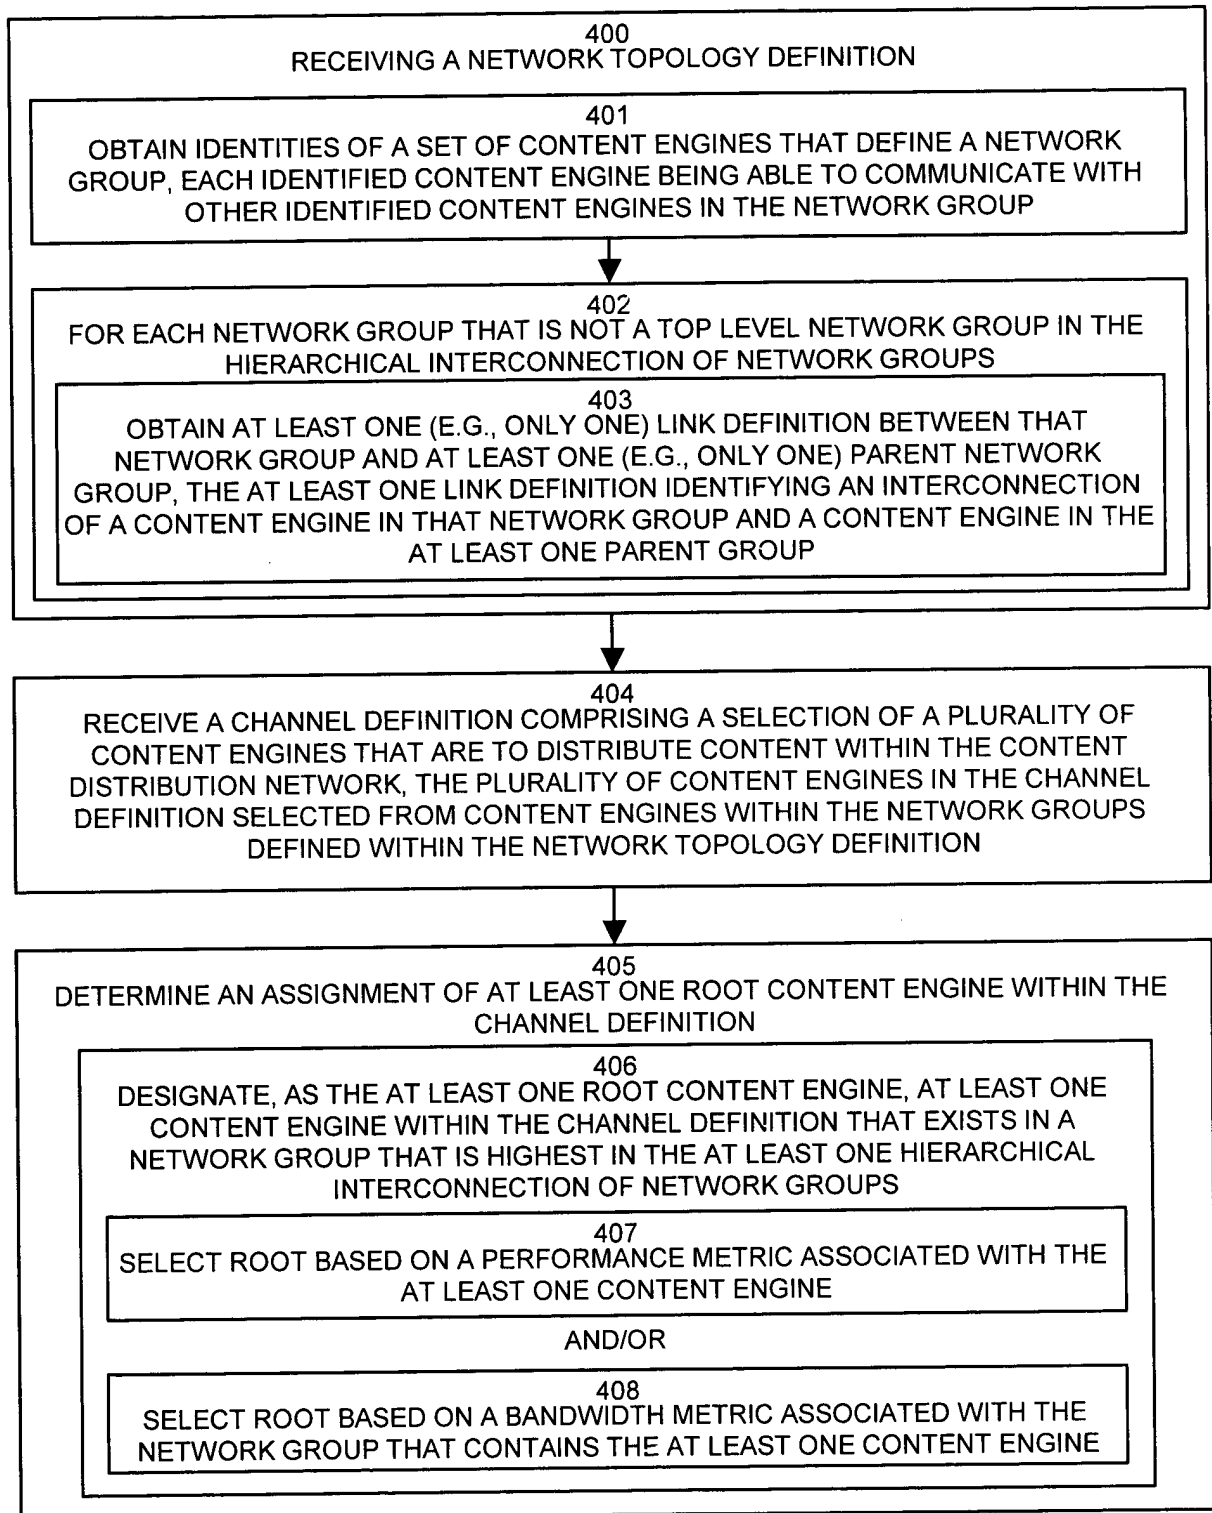 400
RECEIVING A NETWORK TOPOLOGY DEFINITION
401
OBTAIN IDENTITIES OF A SET OF CONTENT ENGINES THAT DEFINE A NETWORK
GROUP, EACH IDENTIFIED CONTENT ENGINE BEING ABLE TO COMMUNICATE WITH
OTHER IDENTIFIED CONTENT ENGINES IN THE NETWORK GROUP
402
FOR EACH NETWORK GROUP THAT IS NOT A TOP LEVEL NETWORK GROUP IN THE
HIERARCHICAL INTERCONNECTION OF NETWORK GROUPS
403
OBTAIN AT LEAST ONE (E.G., ONLY ONE) LINK DEFINITION BETWEEN THAT
NETWORK GROUP AND AT LEAST ONE (E.G., ONLY ONE) PARENT NETWORK
GROUP, THE AT LEAST ONE LINK DEFINITION IDENTIFYING AN INTERCONNECTION
OF A CONTENT ENGINE IN THAT NETWORK GROUP AND A CONTENT ENGINE IN THE
AT LEAST ONE PARENT GROUP
404
RECEIVE A CHANNEL DEFINITION COMPRISING A SELECTION OF A PLURALITY OF
CONTENT ENGINES THAT ARE TO DISTRIBUTE CONTENT WITHIN THE CONTENT
DISTRIBUTION NETWORK, THE PLURALITY OF CONTENT ENGINES IN THE CHANNEL
DEFINITION SELECTED FROM CONTENT ENGINES WITHIN THE NETWORK GROUPS
DEFINED WITHIN THE NETWORK TOPOLOGY DEFINITION
405
DETERMINE AN ASSIGNMENT OF AT LEAST ONE ROOT CONTENT ENGINE WITHIN THE
CHANNEL DEFINITION
406
DESIGNATE, AS THE AT LEAST ONE ROOT CONTENT ENGINE, AT LEAST ONE
CONTENT ENGINE WITHIN THE CHANNEL DEFINITION THAT EXISTS IN A
NETWORK GROUP THAT IS HIGHEST IN THE AT LEAST ONE HIERARCHICAL
INTERCONNECTION OF NETWORK GROUPS
407
SELECT ROOT BASED ON A PERFORMANCE METRIC ASSOCIATED WITH THE
AT LEAST ONE CONTENT ENGINE
AND/OR
408
SELECT ROOT BASED ON A BANDWIDTH METRIC ASSOCIATED WITH THE
NETWORK GROUP THAT CONTAINS THE AT LEAST ONE CONTENT ENGINE